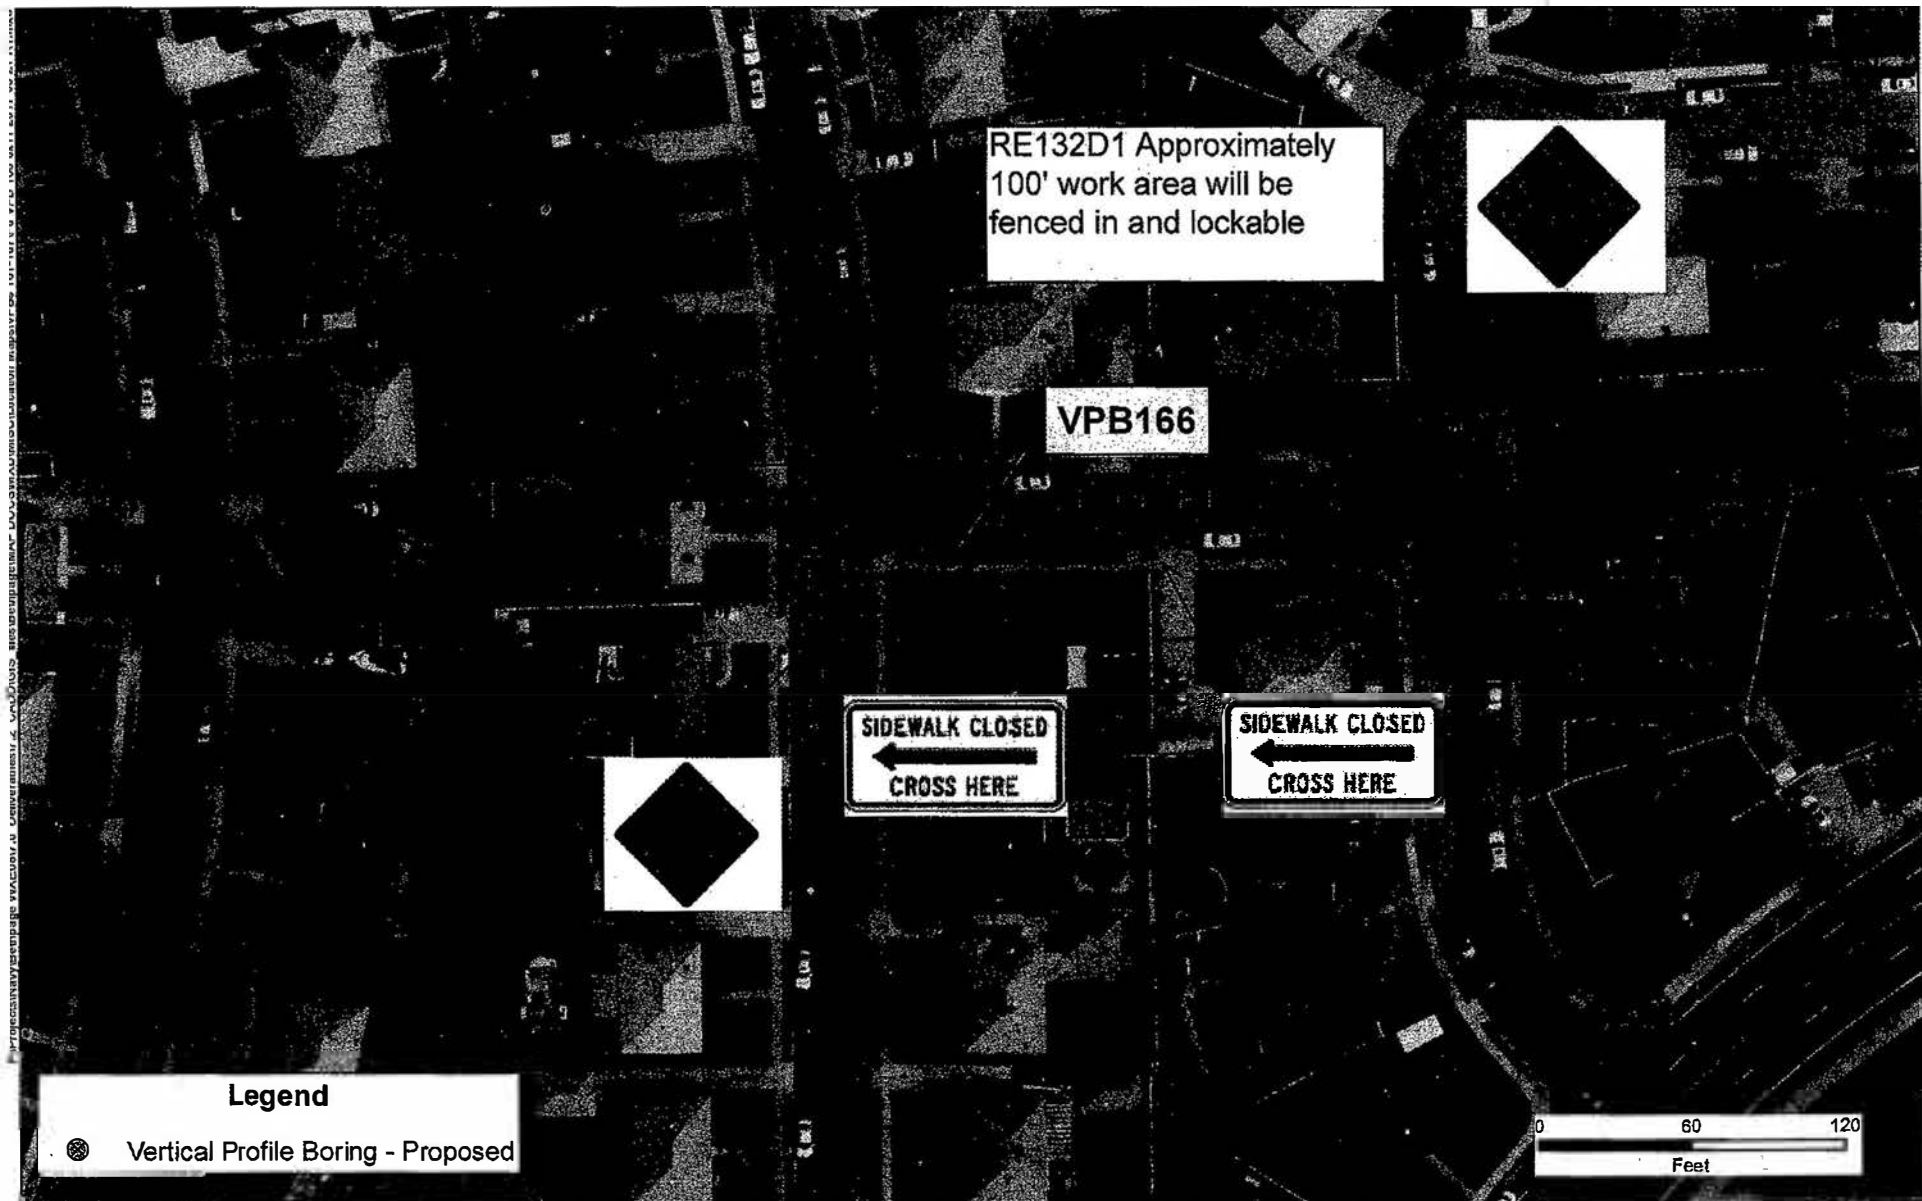 RE132D1 Approximately
100' work area will be
fenced in and lockable
VPB166
SIDEWALK CLOSED
CROSS HERE
SIDEWALK CLOSED
CROSS HERE
Legend
Vertical Profile Boring - Proposed
0 60 120
Feet